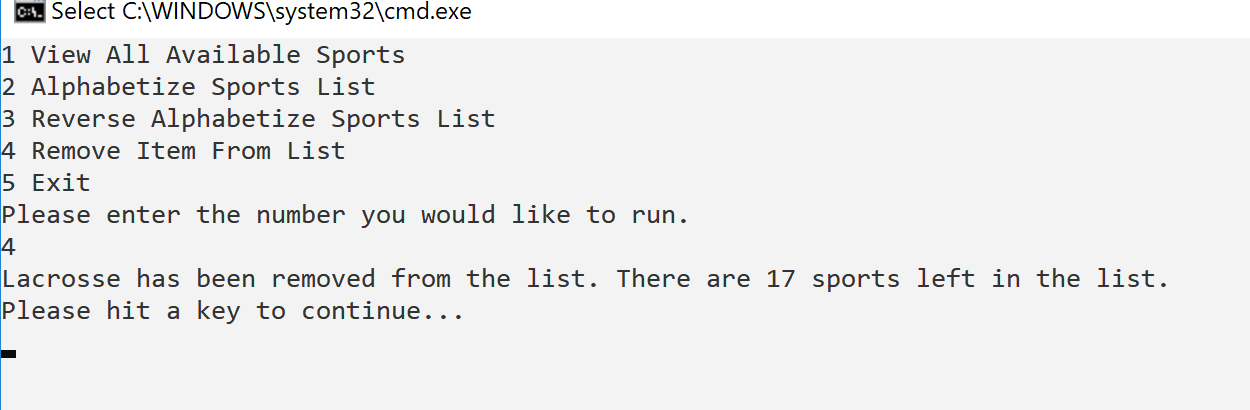 Select C:\WINDOWS\system32\cmd.exe
1 View All Available Sports
2 Alphabetize Sports List
3 Reverse Alphabetize Sports List
4 Remove Item From List
5 Exit
Please enter the number you would like to run.
4
Lacrosse has been removed from the list. There are 17 sports left in the list.
Please hit a key to continue...